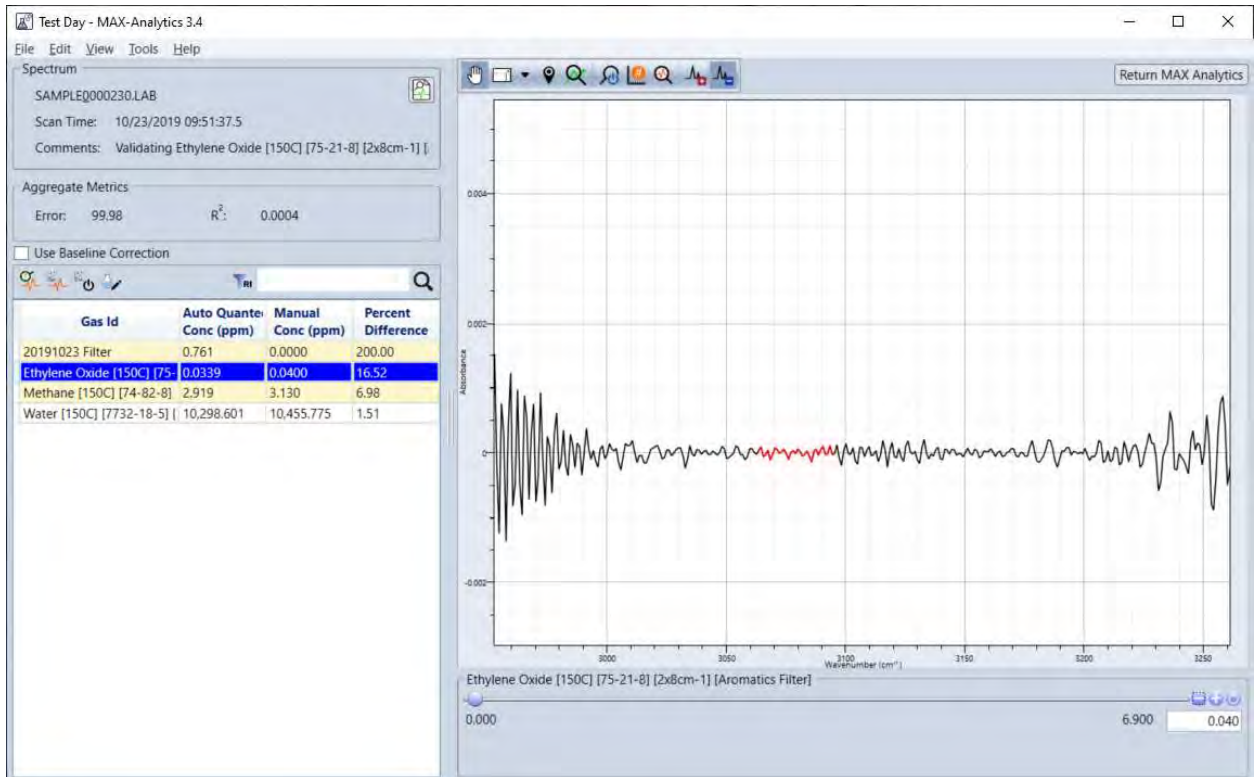 Test Day - MAX-Analytics 3.4
File Edit View Tools Help
Spectrum
SAMPLE0000230.LAB
Scan Time: 10/23/2019 09:51:37.5
Comments: Validating Ethylene Oxide [150C] [75-21-8] [2x8cm-1] [
Aggregate Metrics
Error: 99.98 R²: 0.0004
Use Baseline Correction
RI
Gas Id Auto Quante Manual Percent
Conc (ppm) Conc (ppm) Difference
20191023 Filter 0.761 0.0000 200.00
Ethylene Oxide [150C] [75- 0.0339 0.0400 16.52
Methane [150C] [74-82-8] 2.919 3.130 6.98
Water [150C] [7732-18-5] ( 10,298.601 10,455.775 1.51
Return MAX Analytics
0.004
0.002
0
-0.002
Absorbance
3000 3050 3100 3150 3200 3250
Wavenumber (cm⁻¹)
Ethylene Oxide [150C] [75-21-8] [2x8cm-1] [Aromatics Filter]
0.000 6.900 0.040